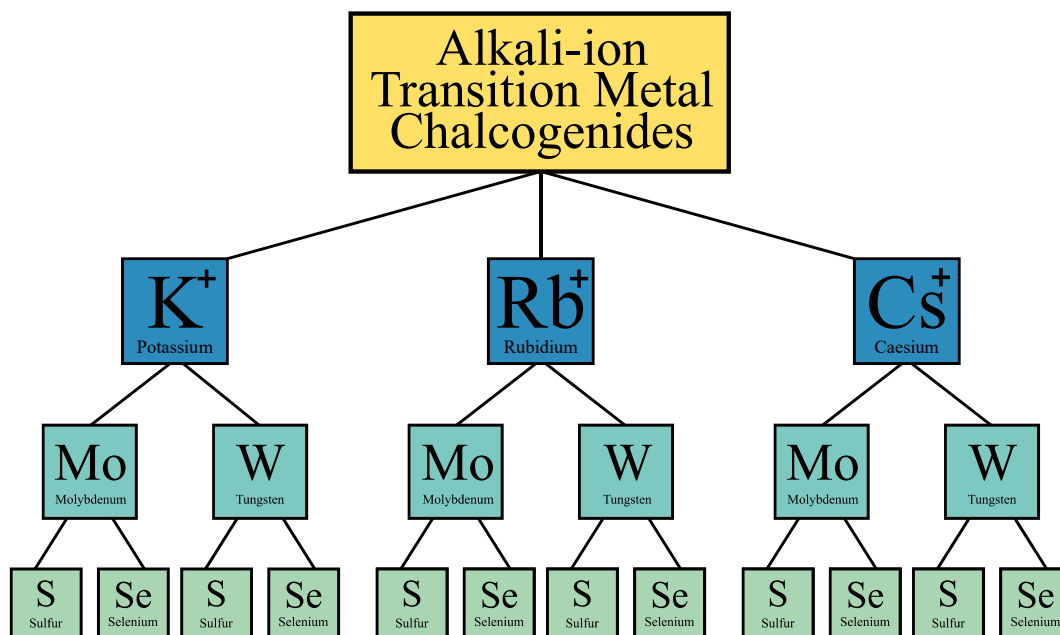 Alkali-ion
Transition Metal
Chalcogenides
K+
Potassium
Rb+
Rubidium
Cs+
Caesium
Mo
Molybdenum
W
Tungsten
Mo
Molybdenum
W
Tungsten
Mo
Molybdenum
W
Tungsten
S
Sulfur
Se
Selenium
S
Sulfur
Se
Selenium
S
Sulfur
Se
Selenium
S
Sulfur
Se
Selenium
S
Sulfur
Se
Selenium
S
Sulfur
Se
Selenium